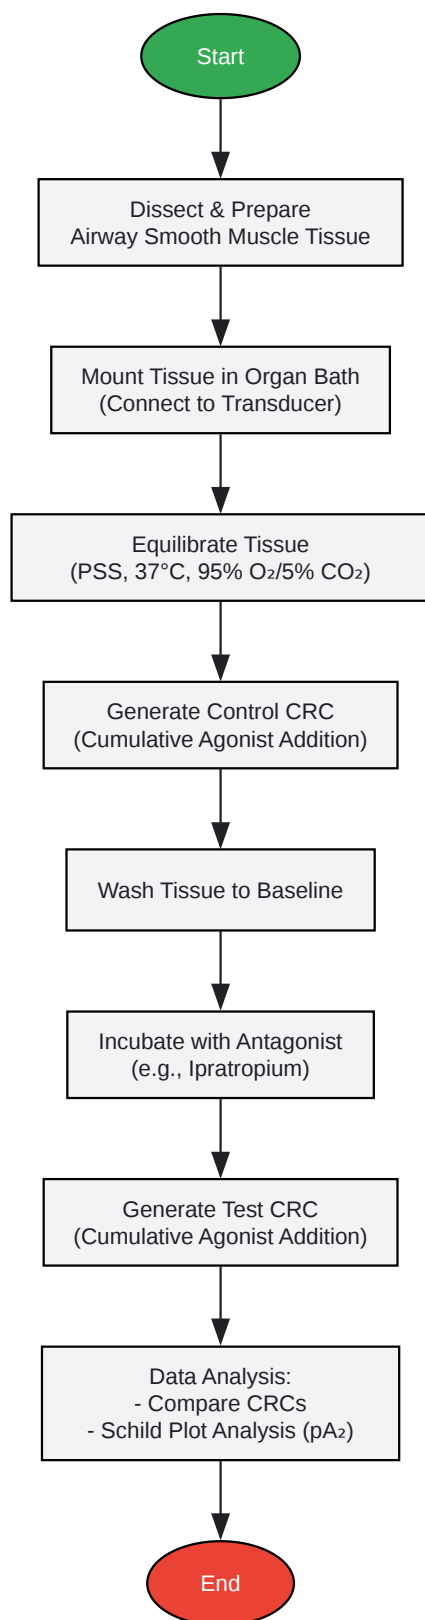 Start
Dissect & Prepare
Airway Smooth Muscle Tissue
Mount Tissue in Organ Bath
(Connect to Transducer)
Equilibrate Tissue
(PSS, 37°C, 95% O₂/5% CO₂)
Generate Control CRC
(Cumulative Agonist Addition)
Wash Tissue to Baseline
Incubate with Antagonist
(e.g., Ipratropium)
Generate Test CRC
(Cumulative Agonist Addition)
Data Analysis:
- Compare CRCs
- Schild Plot Analysis (pA₂)
End